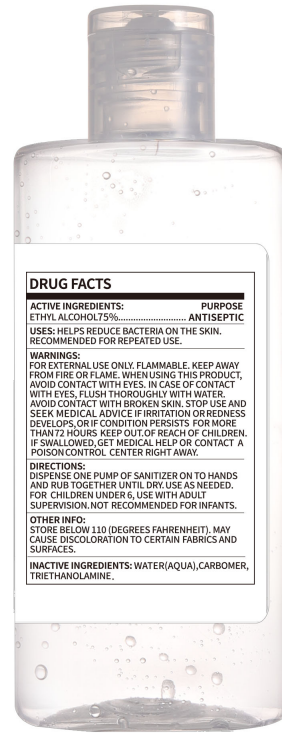 DRUG FACTS
ACTIVE INGREDIENTS: PURPOSE
ETHYL ALCOHOL75%........................... ANTISEPTIC
USES: HELPS REDUCE BACTERIA ON THE SKIN.
RECOMMENDED FOR REPEATED USE.
WARNINGS:
FOR EXTERNAL USE ONLY. FLAMMABLE. KEEP AWAY
FROM FIRE OR FLAME. WHEN USING THIS PRODUCT,
AVOID CONTACT WITH EYES. IN CASE OF CONTACT
WITH EYES, FLUSH THOROUGHLY WITH WATER.
AVOID CONTACT WITH BROKEN SKIN. STOP USE AND
SEEK MEDICAL ADVICE IF IRRITATION OR REDNESS
DEVELOPS, OR IF CONDITION PERSISTS FOR MORE
THAN 72 HOURS KEEP OUT.OF REACH OF CHILDREN.
IF SWALLOWED, GET MEDICAL HELP OR CONTACT A
POISON CONTROL CENTER RIGHT AWAY.
DIRECTIONS:
DISPENSE ONE PUMP OF SANITIZER ON TO HANDS
AND RUB TOGETHER UNTIL DRY. USE AS NEEDED.
FOR CHILDREN UNDER 6, USE WITH ADULT
SUPERVISION. NOT RECOMMENDED FOR INFANTS.
OTHER INFO:
STORE BELOW 110 (DEGREES FAHRENHEIT). MAY
CAUSE DISCOLORATION TO CERTAIN FABRICS AND
SURFACES.
INACTIVE INGREDIENTS: WATER(AQUA),CARBOMER,
TRIETHANOLAMINE.